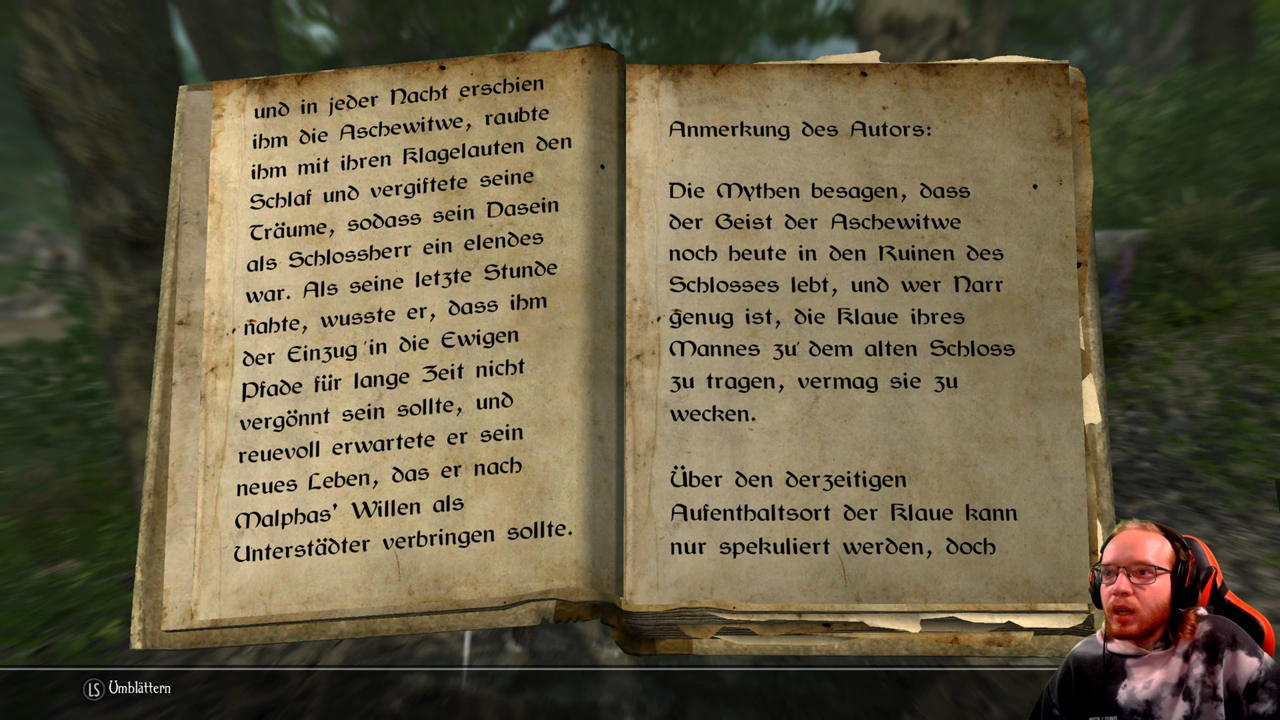 und in jeder Nacht erschien
ihm die Aschewitwe, raubte
ihm mit ihren Klagelauten den
Schlaf und vergiftete seine
Träume, sodass sein Dasein
als Schlossherr ein elendes
war. Als seine letzte Stunde
nahte, wusste er, dass ihm
der Einzug in die Ewigen
Pfade für lange Zeit nicht
vergönnt sein sollte, und
reuevoll erwartete er sein
neues Leben, das er nach
Malphas' Willen als
Unterstädter verbringen sollte.
Anmerkung des Autors:
Die Mythen besagen, dass
der Geist der Aschewitwe
noch heute in den Ruinen des
Schlosses lebt, und wer Narr
genug ist, die Klaue ihres
Mannes zu dem alten Schloss
zu tragen, vermag sie zu
wecken.
Über den derzeitigen
Aufenthaltsort der Klaue kann
nur spekuliert werden, doch
LS Umblättern